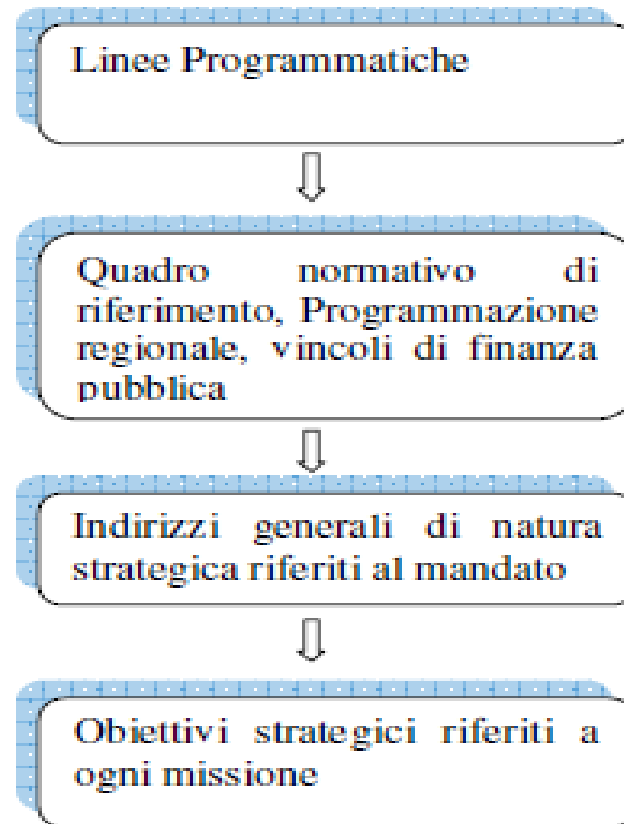 Linee Programmatiche
Quadro normativo di
riferimento, Programmazione
regionale, vincoli di finanza
pubblica
Indirizzi generali di natura
strategica riferiti al mandato
Obiettivi strategici riferiti a
ogni missione